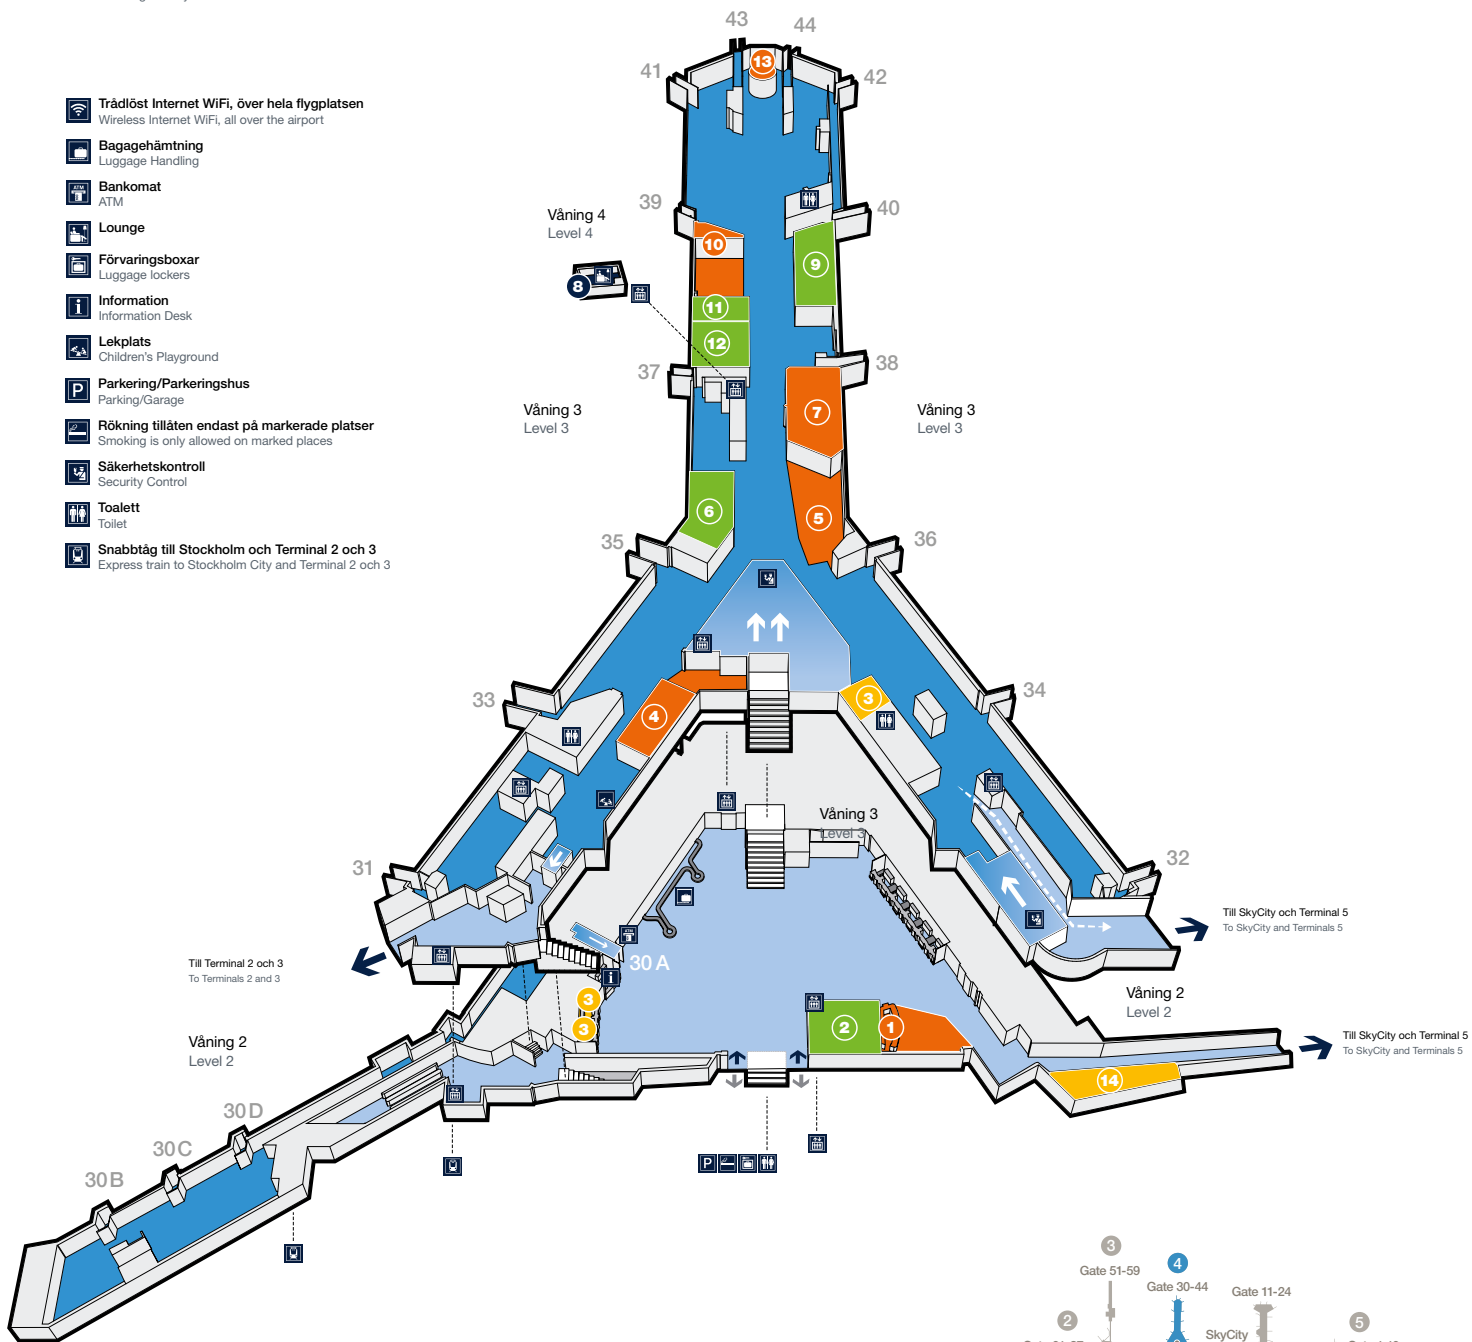 43
44
13
41
42
Trådlöst Internet WiFi, över hela flygplatsen
Wireless Internet WiFi, all over the airport
Bagagehämtning
Luggage Handling
ATM
Bankomat
ATM
Lounge
Förvaringsboxar
Luggage lockers
Information
Information Desk
Lekplats
Children's Playground
P
Parkering/Parkeringshus
Parking/Garage
Rökning tillåten endast på markerade platser
Smoking is only allowed on marked places
Säkerhetskontroll
Security Control
Toalett
Toilet
Snabbtåg till Stockholm och Terminal 2 och 3
Express train to Stockholm City and Terminal 2 och 3
39
40
Våning 4
Level 4
10
9
8
11
12
37
38
Våning 3
Level 3
7
Våning 3
Level 3
6
5
35
36
33
34
3
4
Våning 3
Level 3
31
32
Till SkyCity och Terminal 5
To SkyCity and Terminals 5
Till Terminal 2 och 3
To Terminals 2 and 3
30 A
3
3
2
1
Våning 2
Level 2
Våning 2
Level 2
Till SkyCity och Terminal 5
To SkyCity and Terminals 5
14
30 D
30 C
30 B
P
3
Gate 51-59
4
Gate 30-44
Gate 11-24
2
SkyCity
5